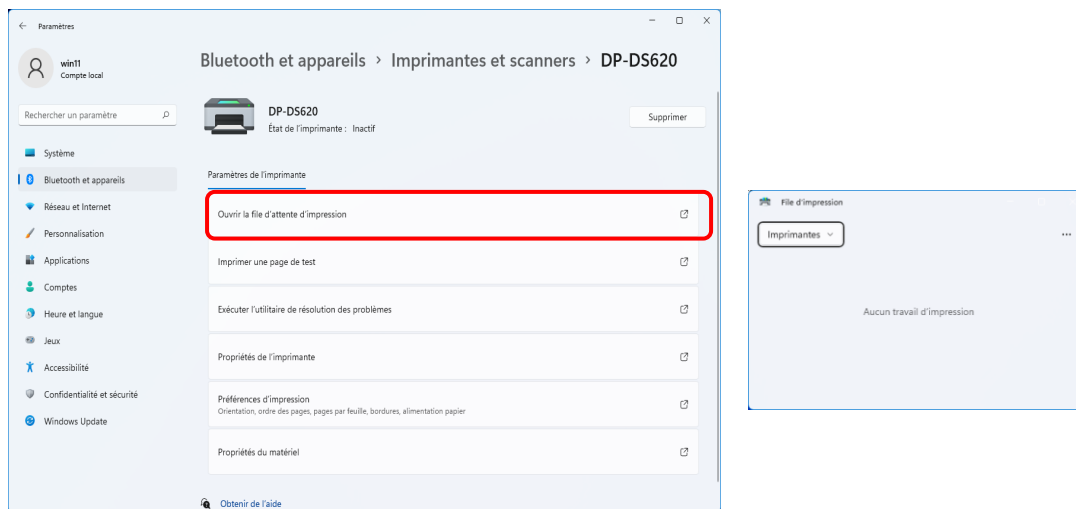 Paramètres
win11
Compte local
Rechercher un paramètre
Système
Bluetooth et appareils
Réseau et Internet
Personnalisation
Applications
Comptes
Heure et langue
Jeux
Accessibilité
Confidentialité et sécurité
Windows Update
Bluetooth et appareils > Imprimantes et scanners > DP-DS620
DP-DS620
État de l'imprimante : Inactif
Supprimer
Paramètres de l'imprimante
Ouvrir la file d'attente d'impression
Imprimer une page de test
Exécuter l'utilitaire de résolution des problèmes
Propriétés de l'imprimante
Préférences d'impression
Orientation, ordre des pages, pages par feuille, bordures, alimentation papier
Propriétés du matériel
Obtenir de l'aide
File d'impression
Imprimantes
Aucun travail d'impression